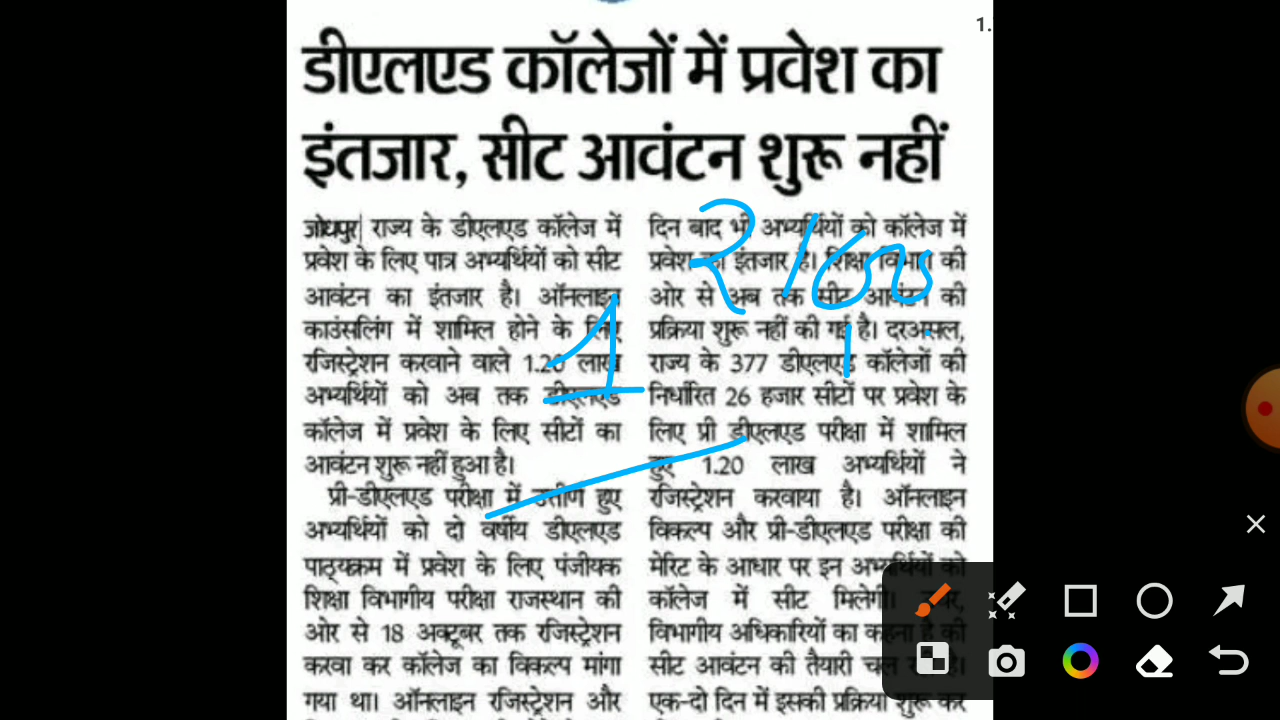 1.
डीएलएड कॉलेजों में प्रवेश का
इंतजार, सीट आवंटन शुरू नहीं
जोधपुर| राज्य के डीएलएड कॉलेज में
प्रवेश के लिए पात्र अभ्यर्थियों को सीट
आवंटन का इंतजार है। ऑनलाइन
काउंसलिंग में शामिल होने के लिए
रजिस्ट्रेशन करवाने वाले 1.20 लाख
अभ्यर्थियों को अब तक डीएलएड
कॉलेज में प्रवेश के लिए सीटों का
आवंटन शुरू नहीं हुआ है।
प्री-डीएलएड परीक्षा में उत्तीर्ण हुए
अभ्यर्थियों को दो वर्षीय डीएलएड
पाठ्यक्रम में प्रवेश के लिए पंजीयक
शिक्षा विभागीय परीक्षा राजस्थान की
ओर से 18 अक्टूबर तक रजिस्ट्रेशन
करवा कर कॉलेज का विकल्प मांगा
गया था। ऑनलाइन रजिस्ट्रेशन और
दिन बाद भी अभ्यर्थियों को कॉलेज में
प्रवेश का इंतजार है। शिक्षा विभाग की
ओर से अब तक सीट आवंटन की
प्रक्रिया शुरू नहीं की गई है। दरअसल,
राज्य के 377 डीएलएड कॉलेजों की
निर्धारित 26 हजार सीटों पर प्रवेश के
लिए प्री डीएलएड परीक्षा में शामिल
हुए 1.20 लाख अभ्यर्थियों ने
रजिस्ट्रेशन करवाया है। ऑनलाइन
विकल्प और प्री-डीएलएड परीक्षा की
मेरिट के आधार पर इन अभ्यर्थियों को
कॉलेज में सीट मिलेगी।
विभागीय अधिकारियों का कहना है की
सीट आवंटन की तैयारी चल रही है।
एक-दो दिन में इसकी प्रक्रिया शुरू कर